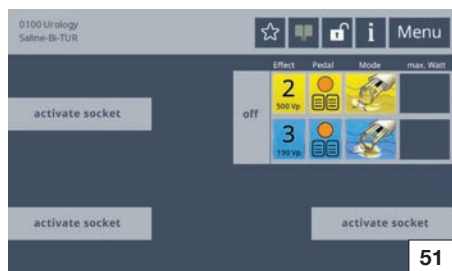 0100 Urology
Saline-Bi-TUR
i Menu
Effect Pedal Mode max. Watt
2
500 Vp
activate socket
off
3
190 Vp
activate socket
activate socket
51